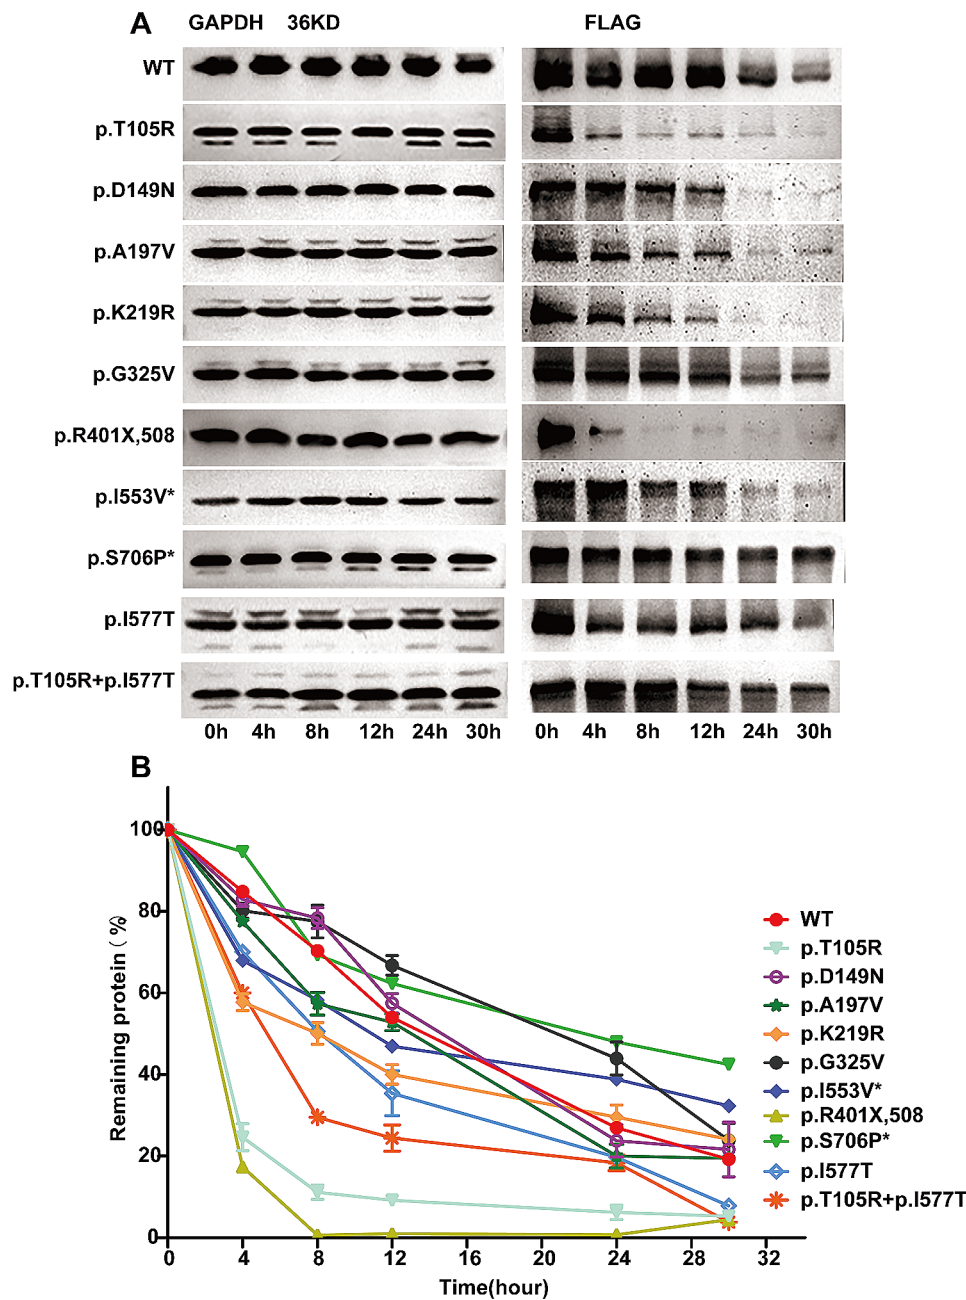 A GAPDH 36KD FLAG
WT
p.T105R
p.D149N
p.A197V
p.K219R
p.G325V
p.R401X,508
p.I553V*
p.S706P*
p.I577T
p.T105R+p.I577T
0h 4h 8h 12h 24h 30h 0h 4h 8h 12h 24h 30h
B
Remaining protein（%）
100
80
60
40
20
0
0 4 8 12 16 20 24 28 32
Time(hour)
WT
p.T105R
p.D149N
p.A197V
p.K219R
p.G325V
p.I553V*
p.R401X,508
p.S706P*
p.I577T
p.T105R+p.I577T